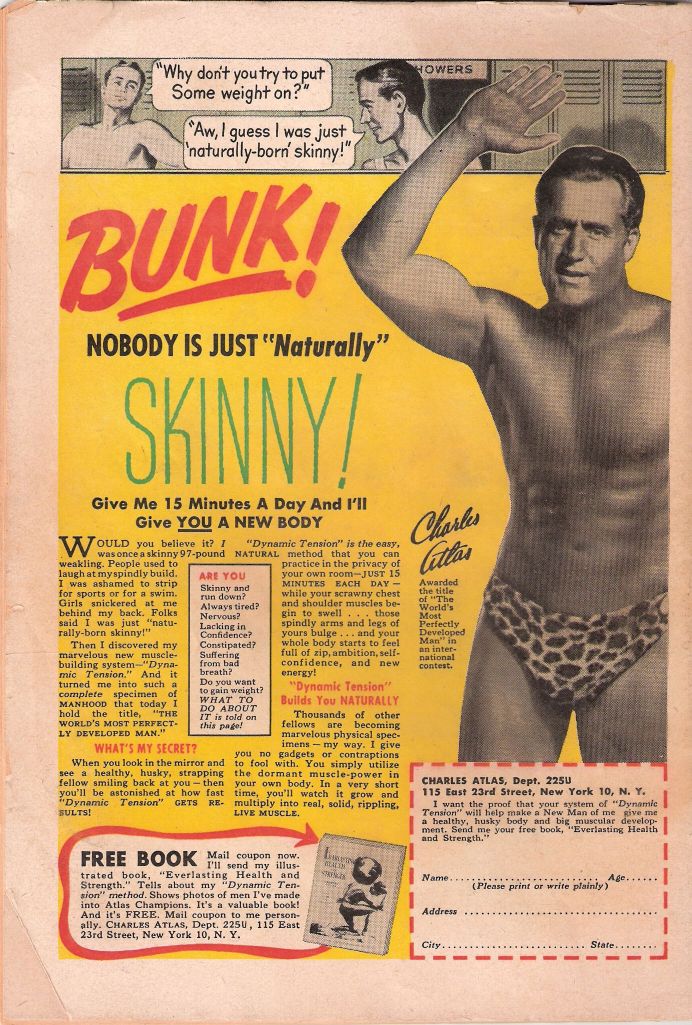 "Why don't you try to put
Some weight on?"
HOWERS
"Aw, I guess I was just
'naturally-born' skinny!"
BUNK!
NOBODY IS JUST "Naturally"
SKINNY!
Give Me 15 Minutes A Day And I'll
Give YOU A NEW BODY
WOULD you believe it? I
was once a skinny 97-pound
weakling. People used to
laugh at my spindly build.
I was ashamed to strip
for sports or for a swim.
Girls snickered at me
behind my back. Folks
said I was just "natu-
rally-born skinny!"
Then I discovered my
marvelous new muscle-
building system—"Dyna-
mic Tension." And it
turned me into such a
complete specimen of
MANHOOD that today I
hold the title, "THE
WORLD'S MOST PERFECT-
LY DEVELOPED MAN."
WHAT'S MY SECRET?
When you look in the mirror and
see a healthy, husky, strapping
fellow smiling back at you — then
you'll be astonished at how fast
"Dynamic Tension" GETS RE-
SULTS!
ARE YOU
Skinny and
run down?
Always tired?
Nervous?
Lacking in
Confidence?
Constipated?
Suffering
from bad
breath?
Do you want
to gain weight?
WHAT TO
DO ABOUT
IT is told on
this page!
"Dynamic Tension" is the easy,
NATURAL method that you can
practice in the privacy of
your own room—JUST 15
MINUTES EACH DAY —
while your scrawny chest
and shoulder muscles be-
gin to swell . . . those
spindly arms and legs of
yours bulge . . . and your
whole body starts to feel
full of zip, ambition, self-
confidence, and new
energy!
"Dynamic Tension"
Builds You NATURALLY
Thousands of other
fellows are becoming
marvelous physical spec-
imens — my way. I give
you no gadgets or contraptions
to fool with. You simply utilize
the dormant muscle-power in
your own body. In a very short
time, you'll watch it grow and
multiply into real, solid, rippling,
LIVE MUSCLE.
Charles
Atlas
Awarded
the title
of "The
World's
Most
Perfectly
Developed
Man" in
an inter-
national
contest.
FREE BOOK Mail coupon now.
I'll send my illus-
trated book, "Everlasting Health and
Strength." Tells about my "Dynamic Ten-
sion" method. Shows photos of men I've made
into Atlas Champions. It's a valuable book!
And it's FREE. Mail coupon to me person-
ally. CHARLES ATLAS, Dept. 225U, 115 East
23rd Street, New York 10, N. Y.
EVERLASTING
HEALTH
STRENGTH
CHARLES ATLAS, Dept. 225U
115 East 23rd Street, New York 10, N. Y.
I want the proof that your system of "Dynamic
Tension" will help make a New Man of me give me
a healthy, husky body and big muscular develop-
ment. Send me your free book, "Everlasting Health
and Strength."
Name.......................................... Age.....
(Please print or write plainly)
Address ..................................................
City.................................. State........